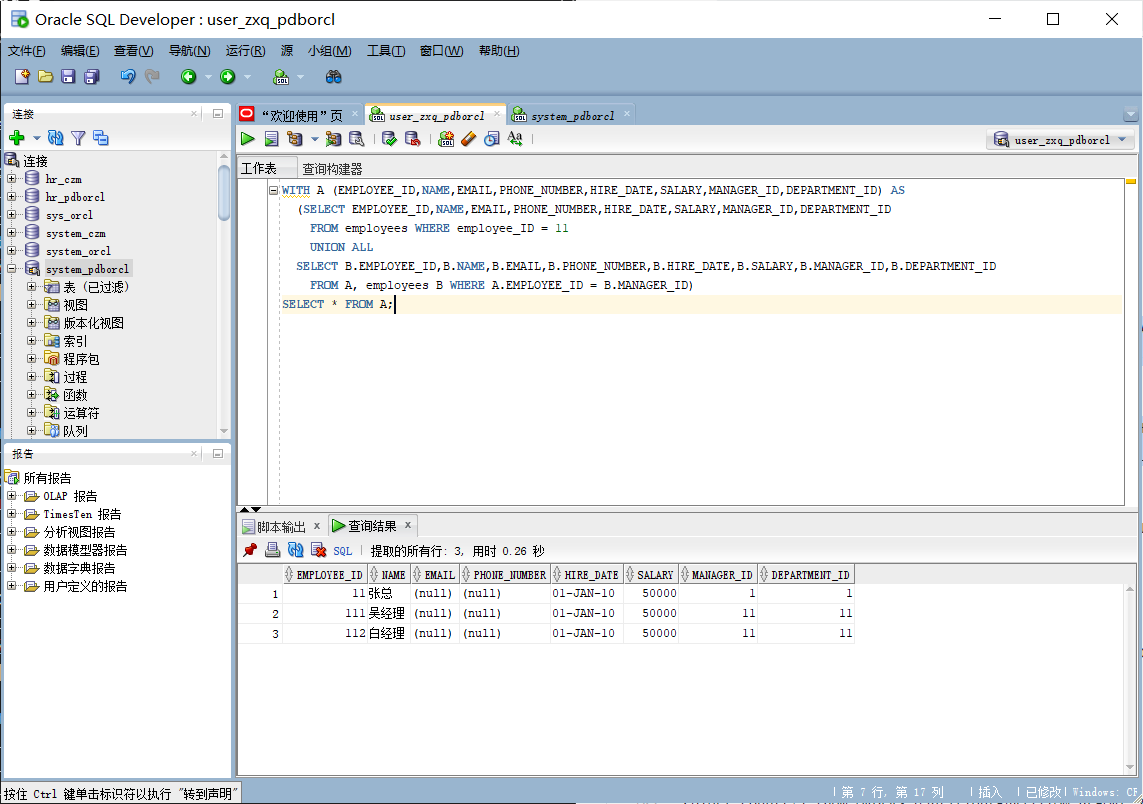 Oracle SQL Developer : user_zxq_pdborcl
文件(F) 编辑(E) 查看(V) 导航(N) 运行(R) 源 小组(M) 工具(T) 窗口(W) 帮助(H)
连接
连接
hr_czm
hr_pdborcl
sys_orcl
system_czm
system_orcl
system_pdborcl
表 (已过滤)
视图
版本化视图
索引
程序包
过程
函数
运算符
队列
报告
所有报告
OLAP 报告
TimesTen 报告
分析视图报告
数据模型器报告
数据字典报告
用户定义的报告
“欢迎使用”页 user_zxq_pdborcl system_pdborcl
user_zxq_pdborcl
工作表 查询构建器
WITH A (EMPLOYEE_ID,NAME,EMAIL,PHONE_NUMBER,HIRE_DATE,SALARY,MANAGER_ID,DEPARTMENT_ID) AS
(SELECT EMPLOYEE_ID,NAME,EMAIL,PHONE_NUMBER,HIRE_DATE,SALARY,MANAGER_ID,DEPARTMENT_ID
FROM employees WHERE employee_ID = 11
UNION ALL
SELECT B.EMPLOYEE_ID,B.NAME,B.EMAIL,B.PHONE_NUMBER,B.HIRE_DATE,B.SALARY,B.MANAGER_ID,B.DEPARTMENT_ID
FROM A, employees B WHERE A.EMPLOYEE_ID = B.MANAGER_ID)
SELECT * FROM A;
脚本输出 查询结果
SQL 提取的所有行: 3, 用时 0.26 秒
EMPLOYEE_ID NAME EMAIL PHONE_NUMBER HIRE_DATE SALARY MANAGER_ID DEPARTMENT_ID
1 11 张总 (null) (null) 01-JAN-10 50000 1 1
2 111 吴经理 (null) (null) 01-JAN-10 50000 11 11
3 112 白经理 (null) (null) 01-JAN-10 50000 11 11
按住 Ctrl 键单击标识符以执行 "转到声明"
第 7 行, 第 17 列 插入 已修改 Windows: CF